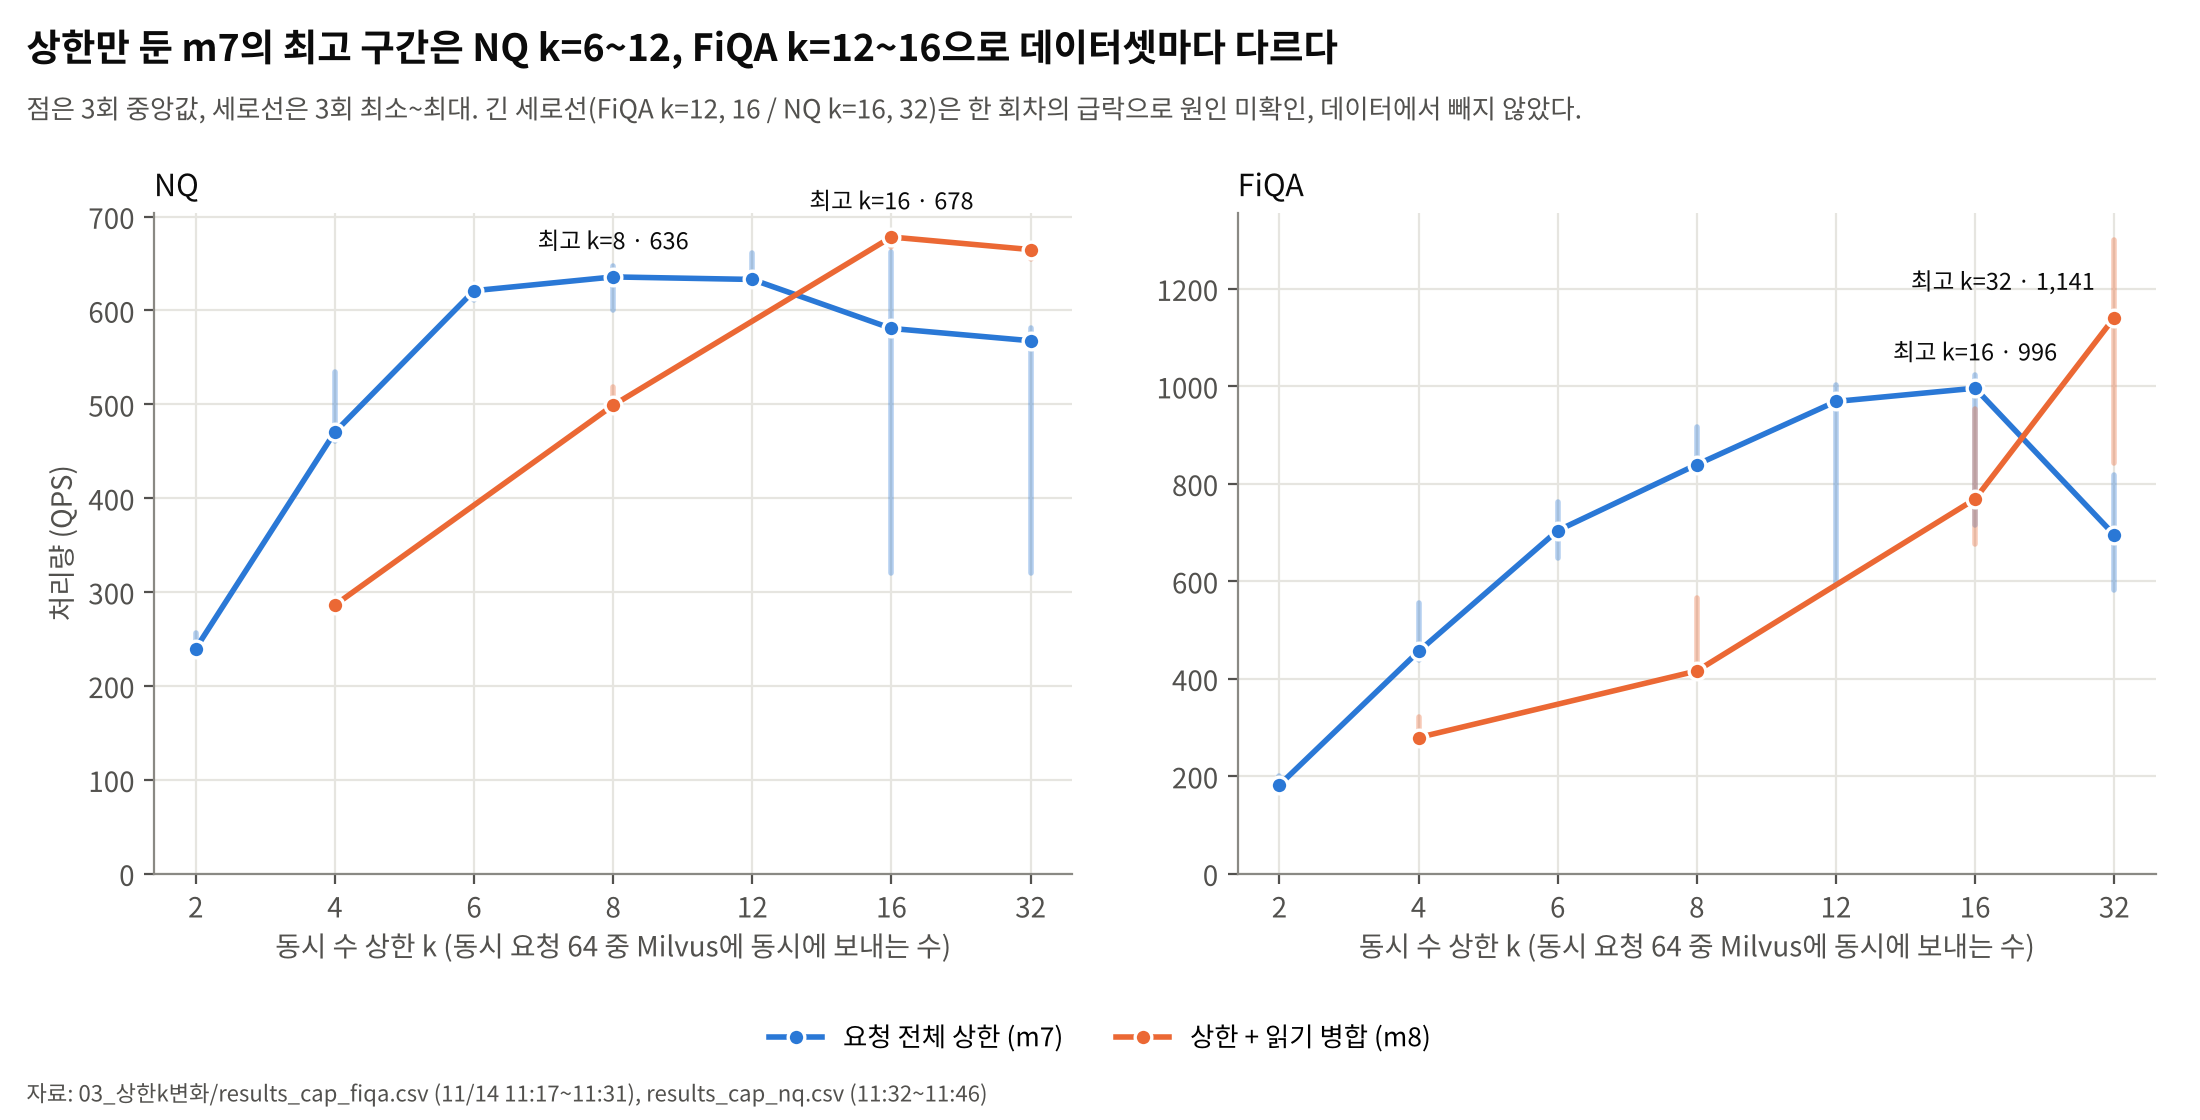 상한만 둔 m7의 최고 구간은 NQ k=6~12, FiQA k=12~16으로 데이터셋마다 다르다
점은 3회 중앙값, 세로선은 3회 최소~최대. 긴 세로선(FiQA k=12, 16 / NQ k=16, 32)은 한 회차의 급락으로 원인 미확인, 데이터에서 빼지 않았다.
NQ
처리량 (QPS)
700
600
500
400
300
200
100
0
최고 k=8 · 636
최고 k=16 · 678
2 4 6 8 12 16 32
동시 수 상한 k (동시 요청 64 중 Milvus에 동시에 보내는 수)
FiQA
1200
1000
800
600
400
200
0
최고 k=32 · 1,141
최고 k=16 · 996
2 4 6 8 12 16 32
동시 수 상한 k (동시 요청 64 중 Milvus에 동시에 보내는 수)
요청 전체 상한 (m7)
상한 + 읽기 병합 (m8)
자료: 03_상한k변화/results_cap_fiqa.csv (11/14 11:17~11:31), results_cap_nq.csv (11:32~11:46)